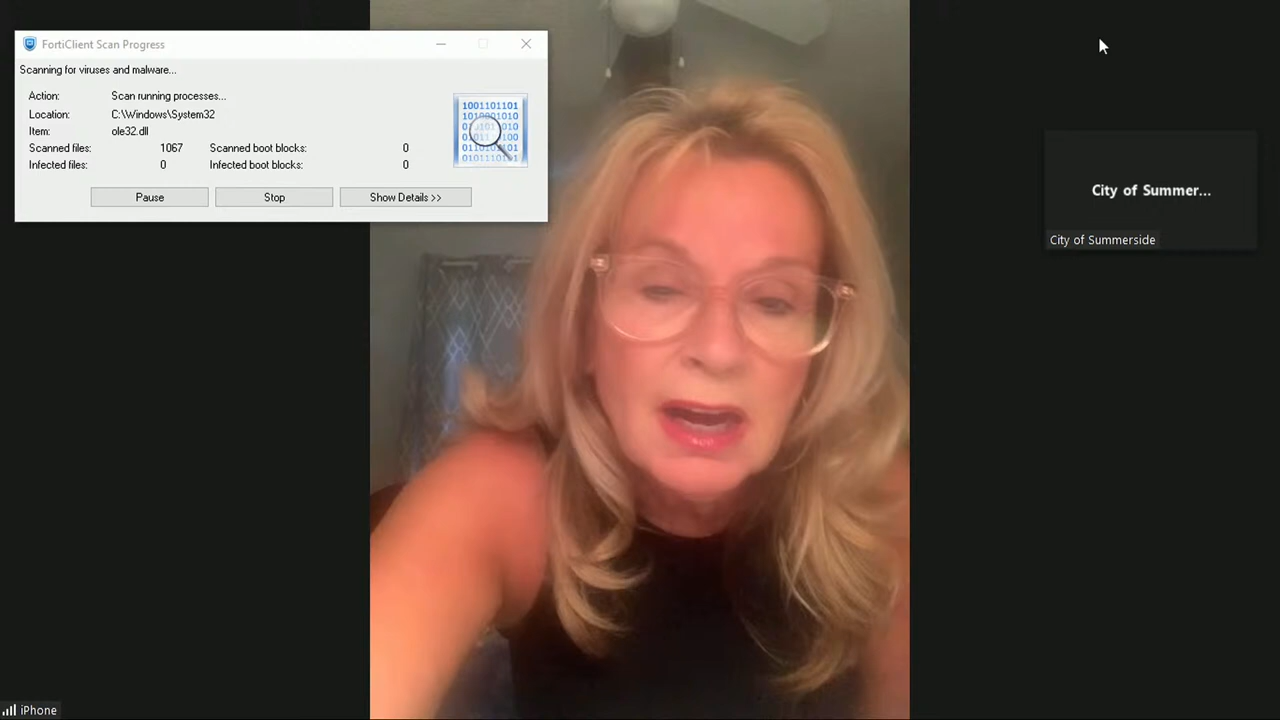 FortiClient Scan Progress
Scanning for viruses and malware...
Action: Scan running processes...
Location: C:\Windows\System32
Item: ole32.dll
Scanned files: 1067 Scanned boot blocks: 0
Infected files: 0 Infected boot blocks: 0
Pause Stop Show Details >>
1001101101
City of Summer...
City of Summerside
iPhone